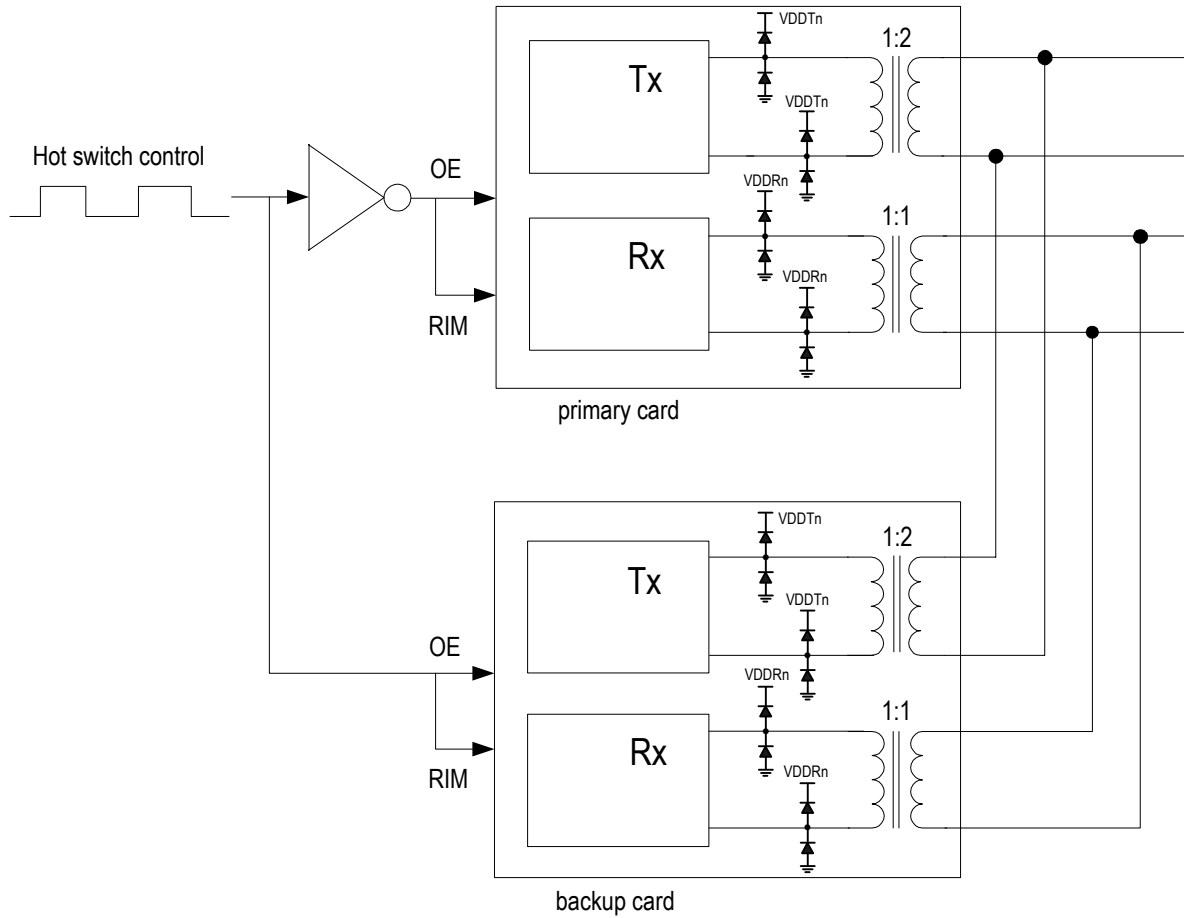 VDDTn
1:2
Tx
VDDTn
Hot switch control
OE
VDDRn
1:1
Rx
VDDRn
RIM
primary card
VDDTn
1:2
Tx
VDDTn
OE
VDDRn
1:1
Rx
VDDRn
RIM
backup card